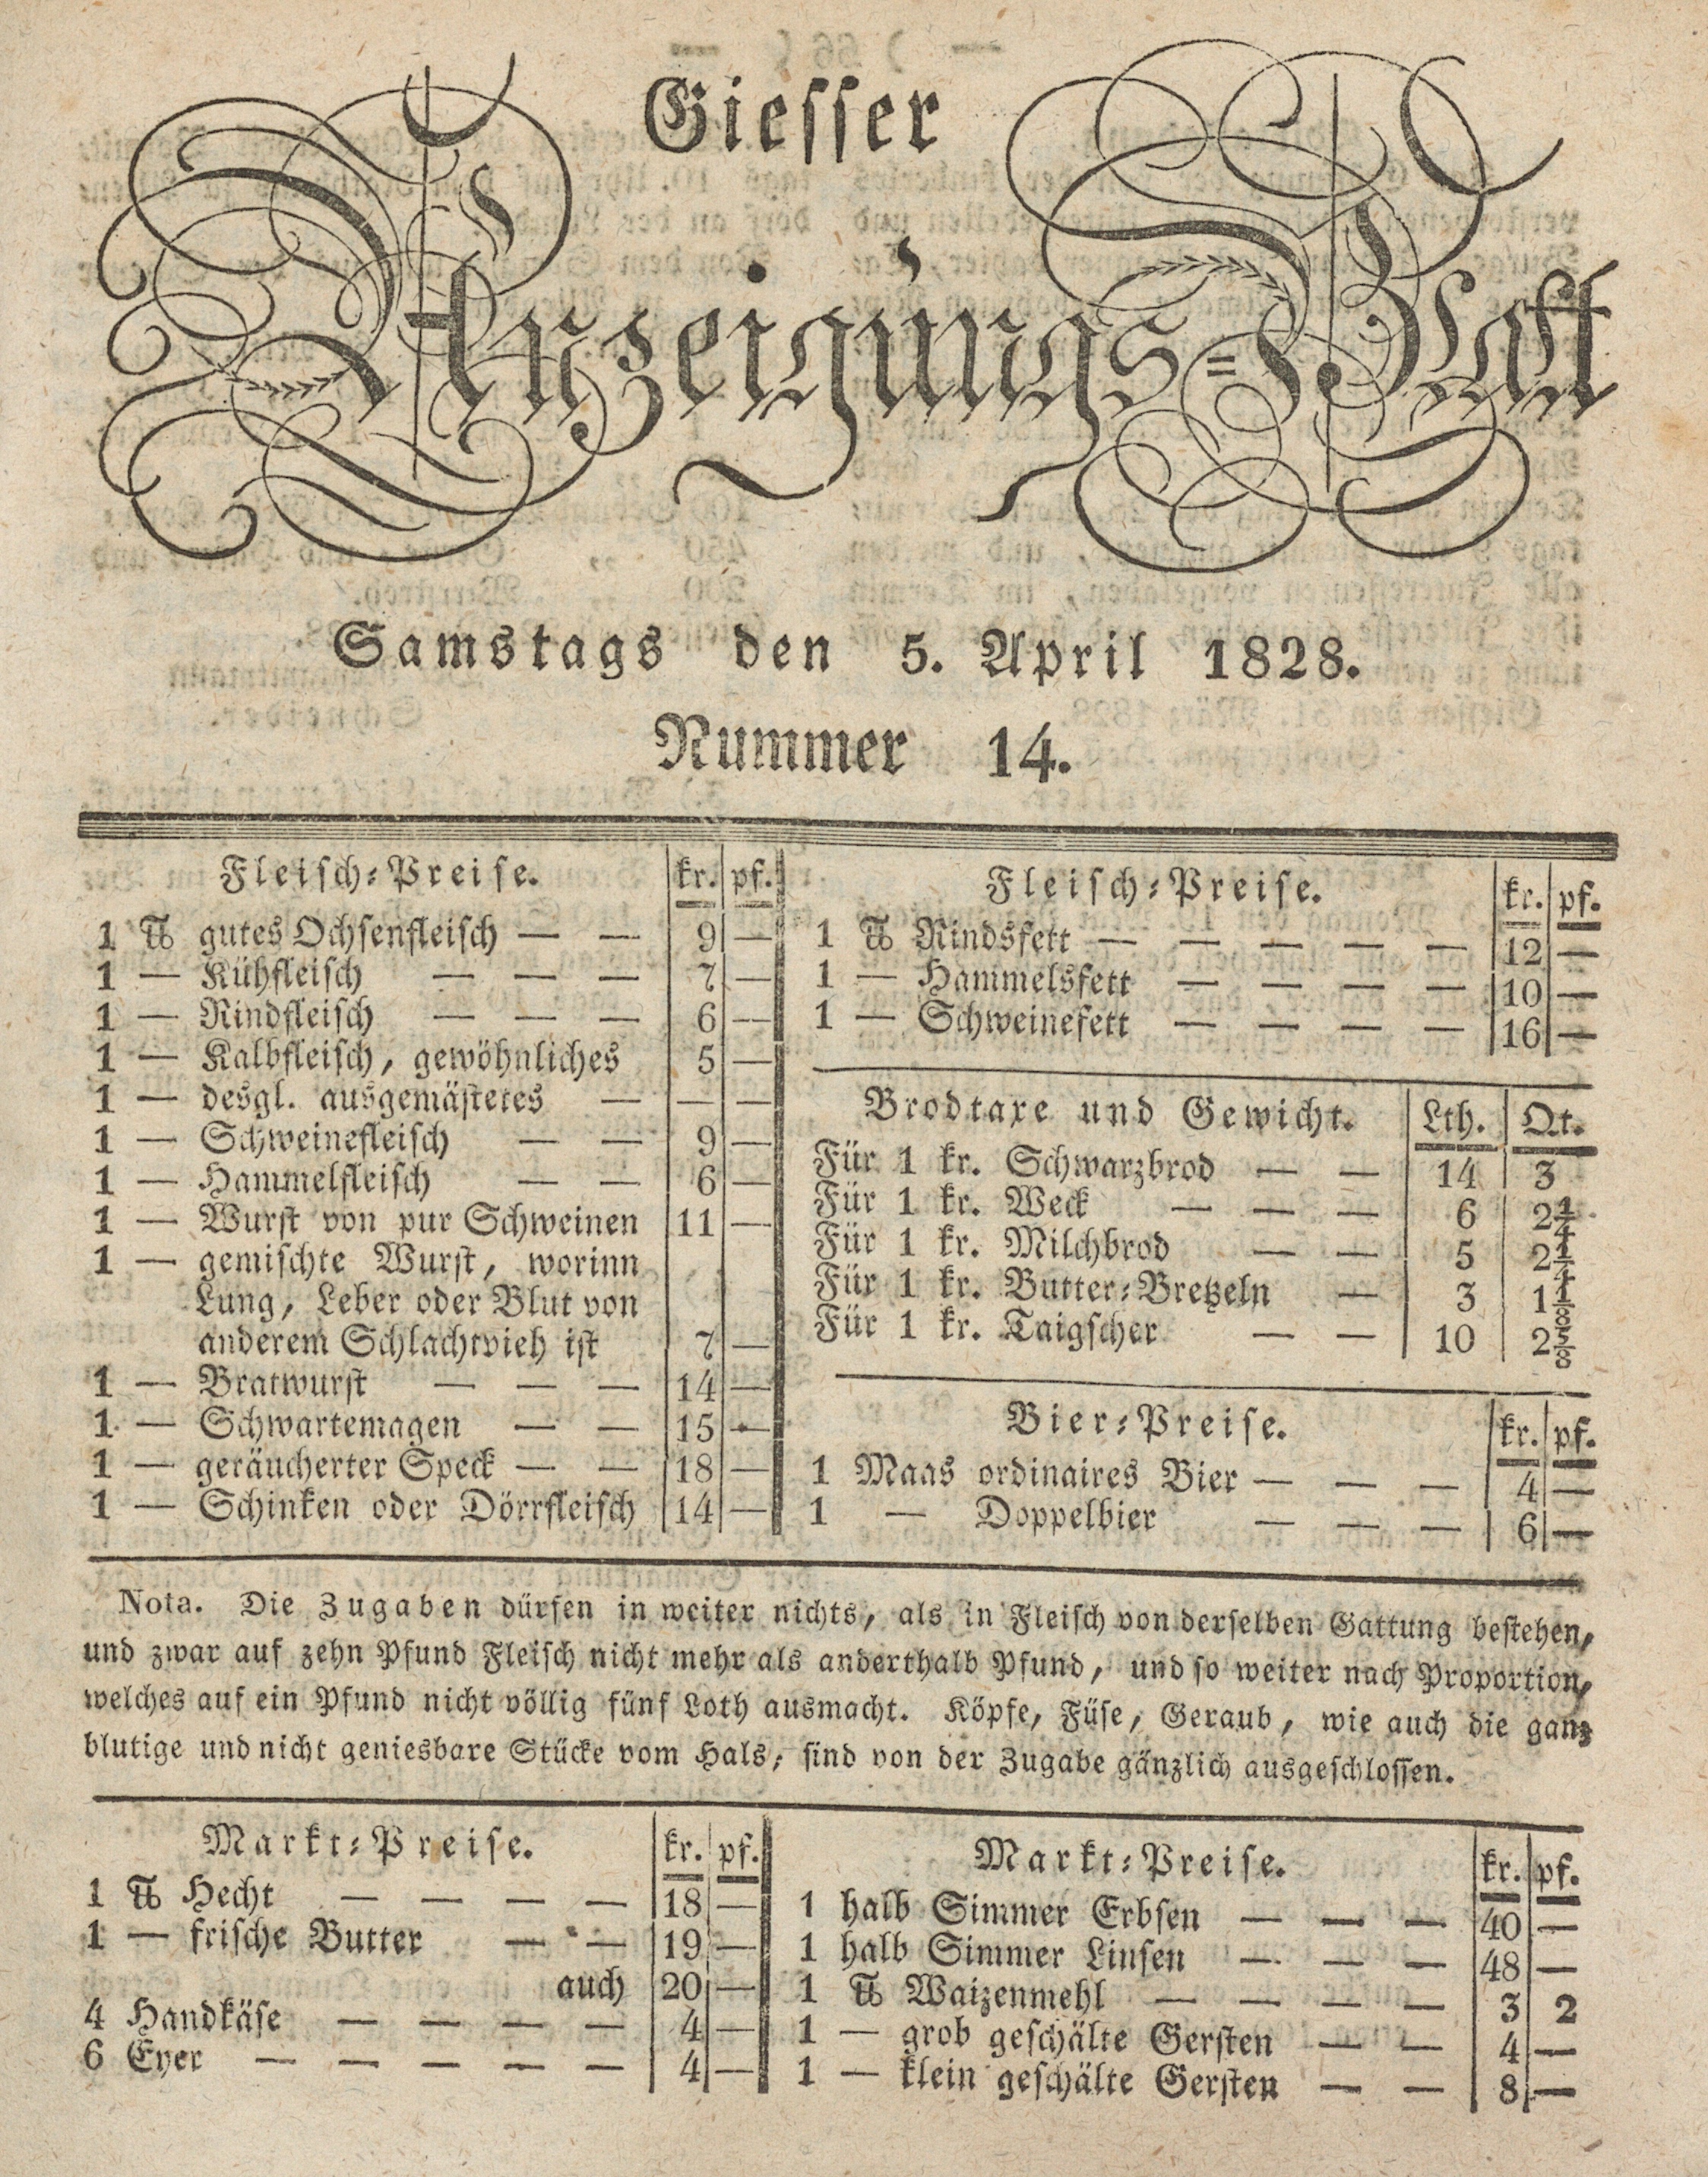 Giesser
Anzeigungs-Blatt
Samstags den 5. April 1828.
Nummer 14.
Fleisch-Preise. kr. pf.
1 ℔ gutes Ochsenfleisch — — 9 —
1 — Kühfleisch — — — 7 —
1 — Rindfleisch — — — 6 —
1 — Kalbfleisch, gewöhnliches 5 —
1 — desgl. ausgemästetes — — —
1 — Schweinefleisch — — 9 —
1 — Hammelfleisch — — 6 —
1 — Wurst von pur Schweinen 11 —
1 — gemischte Wurst, worinn
Lung, Leber oder Blut von
anderem Schlachtvieh ist 7 —
1 — Bratwurst — — — 14 —
1 — Schwartemagen — — 15 —
1 — geräucherter Speck — — 18 —
1 — Schinken oder Dörrfleisch 14 —
Fleisch-Preise. kr. pf.
1 ℔ Rindsfett — — — — — 12 —
1 — Hammelsfett — — — — 10 —
1 — Schweinefett — — — — 16 —
Brodtaxe und Gewicht. Lth. Qt.
Für 1 kr. Schwarzbrod — — 14 3
Für 1 kr. Weck — — — 6 2¼
Für 1 kr. Milchbrod — — 5 2½
Für 1 kr. Butter-Bretzeln — 3 1⅛
Für 1 kr. Taigscher — — 10 2⅝
Bier-Preise. kr. pf.
1 Maas ordinaires Bier — — — 4 —
1 — Doppelbier — — — 6 —
Nota. Die Zugaben dürfen in weiter nichts, als in Fleisch von derselben Gattung bestehen,
und zwar auf zehn Pfund Fleisch nicht mehr als anderthalb Pfund, und so weiter nach Proportion,
welches auf ein Pfund nicht völlig fünf Loth ausmacht. Köpfe, Füse, Geraub, wie auch die ganz
blutige und nicht geniesbare Stücke vom Hals, sind von der Zugabe gänzlich ausgeschlossen.
Markt-Preise. kr. pf.
1 ℔ Hecht — — — — 18 —
1 — frische Butter — — 19 —
auch 20 —
4 Handkäse — — — — 4 —
6 Eyer — — — — — 4 —
Markt-Preise. kr. pf.
1 halb Simmer Erbsen — — — 40 —
1 halb Simmer Linsen — — — 48 —
1 ℔ Waizenmehl — — — — 3 2
1 — grob geschälte Gersten — — 4 —
1 — klein geschälte Gersten — — 8 —